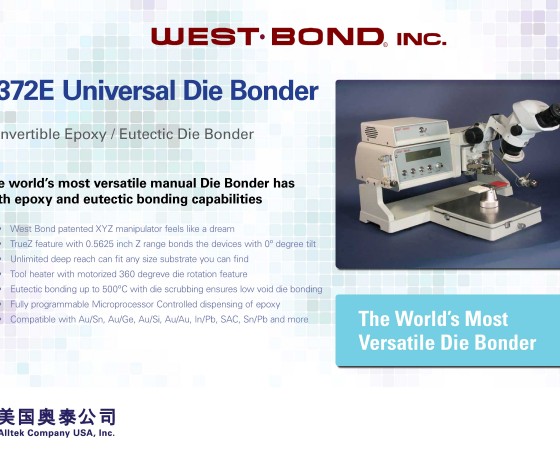 WEST·BOND® INC.
372E Universal Die Bonder
nvertible Epoxy / Eutectic Die Bonder
e world's most versatile manual Die Bonder has
th epoxy and eutectic bonding capabilities
West Bond patented XYZ manipulator feels like a dream
TrueZ feature with 0.5625 inch Z range bonds the devices with 0° degree tilt
Unlimited deep reach can fit any size substrate you can find
Tool heater with motorized 360 degreve die rotation feature
Eutectic bonding up to 500°C with die scrubbing ensures low void die bonding
Fully programmable Microprocessor Controlled dispensing of epoxy
Compatible with Au/Sn, Au/Ge, Au/Si, Au/Au, In/Pb, SAC, Sn/Pb and more
The World's Most
Versatile Die Bonder
美国奥泰公司
Alltek Company USA, Inc.